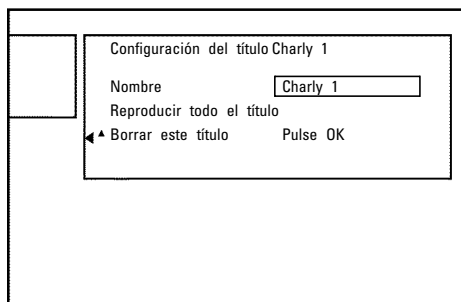 Configuración del título Charly 1
Nombre Charly 1
Reproducir todo el título
Borrar este título Pulse OK